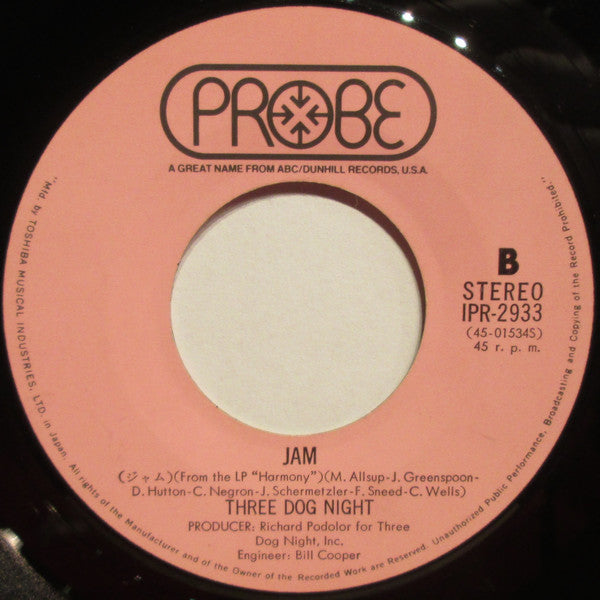 PROBE
A GREAT NAME FROM ABC/DUNHILL RECORDS, U.S.A.
B
STEREO
IPR-2933
(45-01534S)
45 r. p. m.
JAM
(ジャム)(From the LP "Harmony")(M. Allsup-J. Greenspoon-
D. Hutton-C. Negron-J. Schermetzler-F. Sneed-C. Wells)
THREE DOG NIGHT
PRODUCER: Richard Podolor for Three
Dog Night, Inc.
Engineer: Bill Cooper
"Mfd. by TOSHIBA MUSICAL INDUSTRIES, LTD. in Japan. All rights of the Manufacturer and of the Owner of the Recorded Work are Reserved. Unauthorized Public Performance, Broadcasting and Copying of the Record Prohibited."